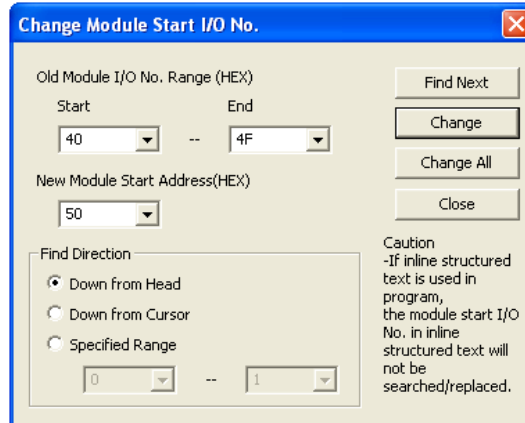 Change Module Start I/O No.
Old Module I/O No. Range (HEX)
Start End
40 -- 4F
New Module Start Address(HEX)
50
Find Direction
Down from Head
Down from Cursor
Specified Range
0 -- 1
Find Next
Change
Change All
Close
Caution
-If inline structured
text is used in
program,
the module start I/O
No. in inline
structured text will
not be
searched/replaced.